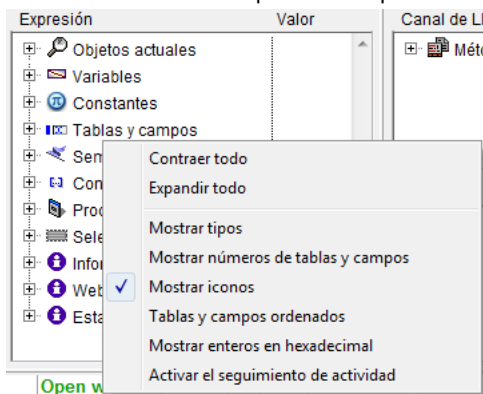 Expresión Valor Canal de
Objetos actuales
Variables
Constantes
Tablas y campos
Contraer todo
Expandir todo
Mostrar tipos
Mostrar números de tablas y campos
Mostrar iconos
Tablas y campos ordenados
Mostrar enteros en hexadecimal
Activar el seguimiento de actividad
Open